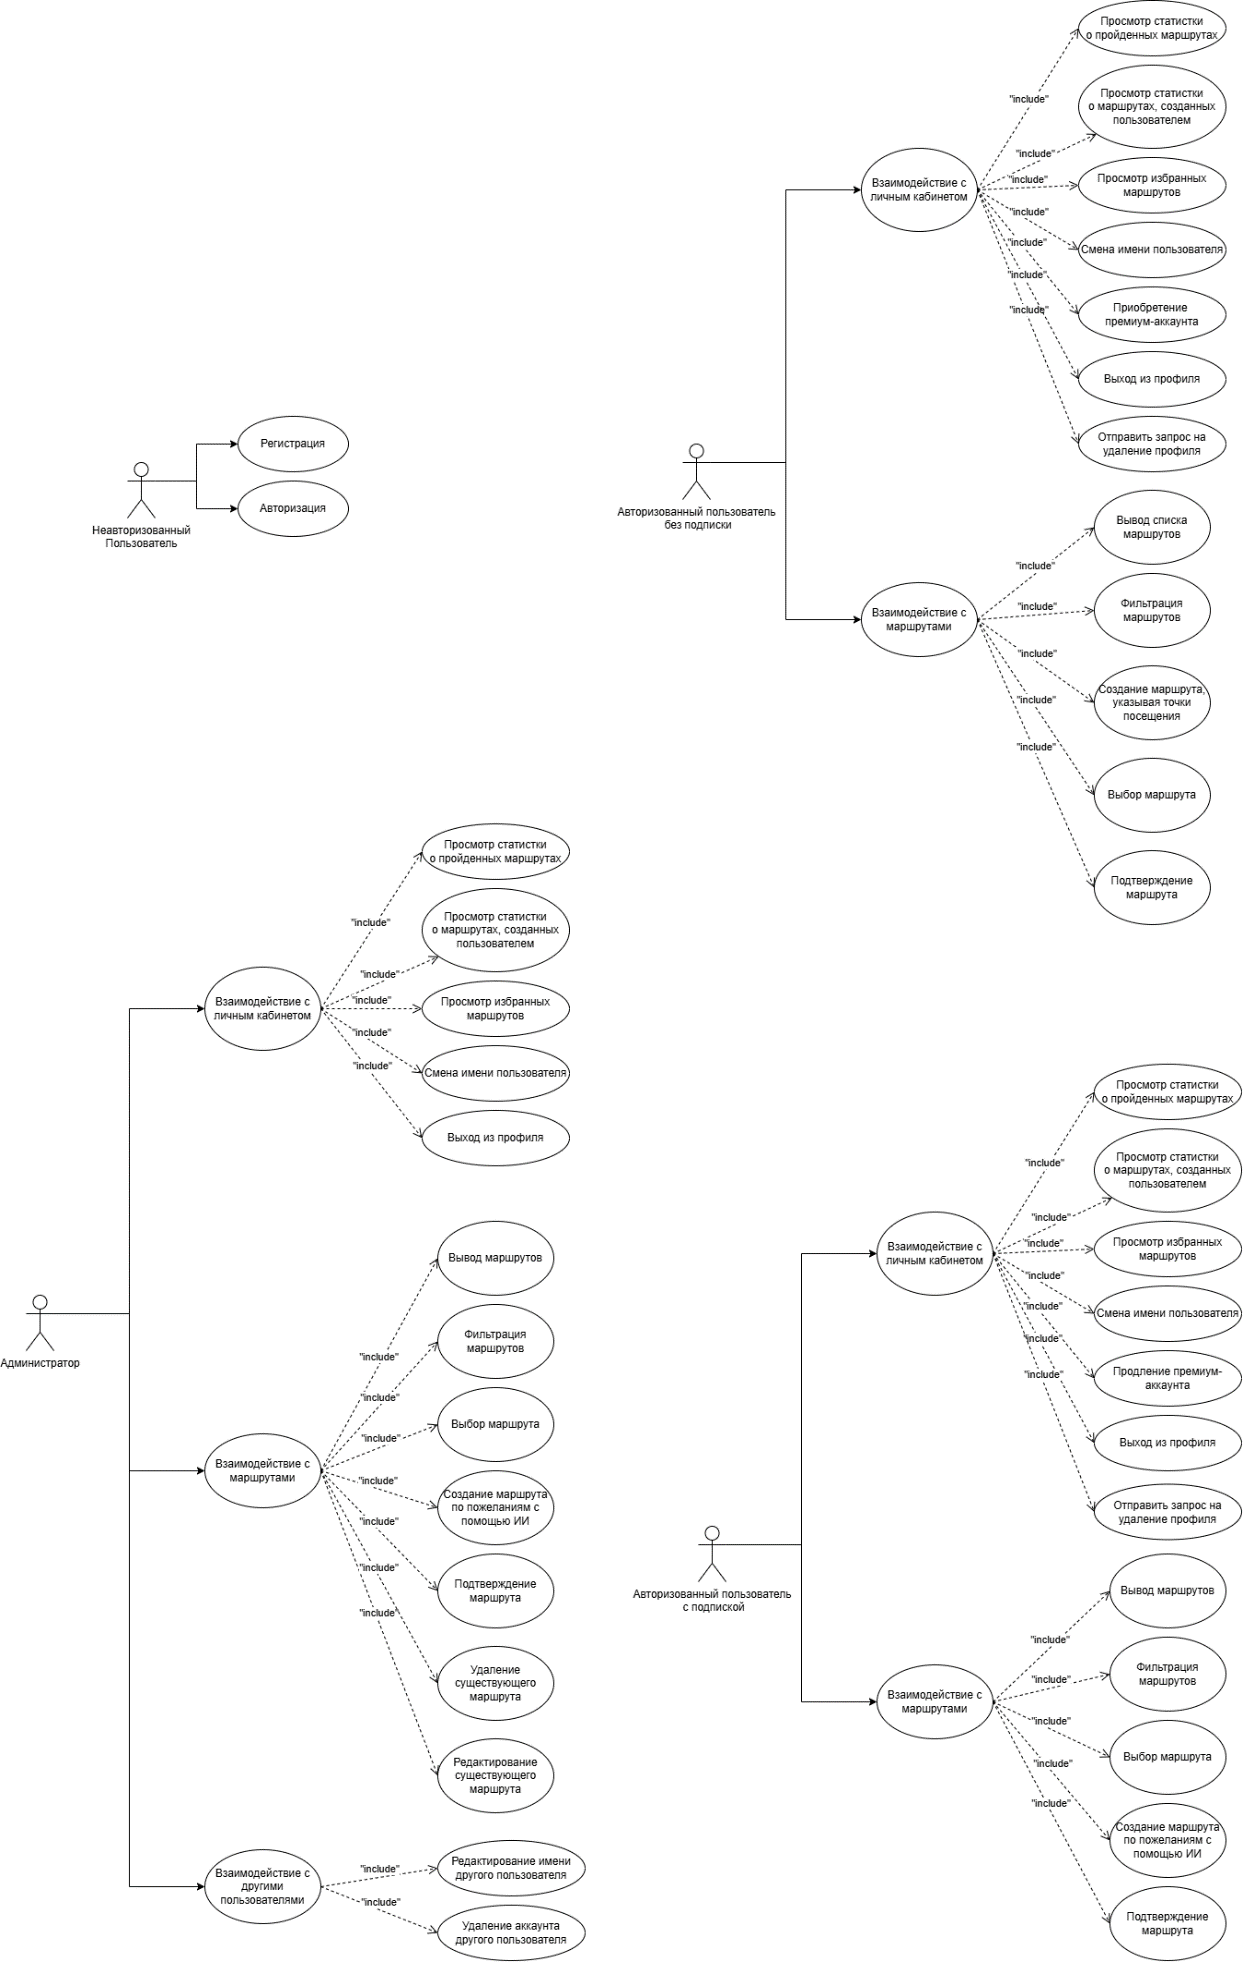 Неавторизованный
Пользователь
Регистрация
Авторизация
Авторизованный пользователь
без подписки
Взаимодействие с
личным кабинетом
"include"
"include"
"include"
"include"
"include"
"include"
"include"
Просмотр статистки
о пройденных маршрутах
Просмотр статистки
о маршрутах, созданных
пользователем
Просмотр избранных
маршрутов
Смена имени пользователя
Приобретение
премиум-аккаунта
Выход из профиля
Отправить запрос на
удаление профиля
Взаимодействие с
маршрутами
"include"
"include"
"include"
"include"
"include"
Вывод списка
маршрутов
Фильтрация
маршрутов
Создание маршрута,
указывая точки
посещения
Выбор маршрута
Подтверждение
маршрута
Администратор
Взаимодействие с
личным кабинетом
"include"
"include"
"include"
"include"
"include"
Просмотр статистки
о пройденных маршрутах
Просмотр статистки
о маршрутах, созданных
пользователем
Просмотр избранных
маршрутов
Смена имени пользователя
Выход из профиля
Взаимодействие с
маршрутами
"include"
"include"
"include"
"include"
"include"
"include"
"include"
Вывод маршрутов
Фильтрация
маршрутов
Выбор маршрута
Создание маршрута
по пожеланиям с
помощью ИИ
Подтверждение
маршрута
Удаление
существующего
маршрута
Редактирование
существующего
маршрута
Взаимодействие с
другими
пользователями
"include"
"include"
Редактирование имени
другого пользователя
Удаление аккаунта
другого пользователя
Авторизованный пользователь
с подпиской
Взаимодействие с
личным кабинетом
"include"
"include"
"include"
"include"
"include"
"include"
"include"
Просмотр статистки
о пройденных маршрутах
Просмотр статистки
о маршрутах, созданных
пользователем
Просмотр избранных
маршрутов
Смена имени пользователя
Продление премиум-
аккаунта
Выход из профиля
Отправить запрос на
удаление профиля
Взаимодействие с
маршрутами
"include"
"include"
"include"
"include"
"include"
Вывод маршрутов
Фильтрация
маршрутов
Выбор маршрута
Создание маршрута
по пожеланиям с
помощью ИИ
Подтверждение
маршрута